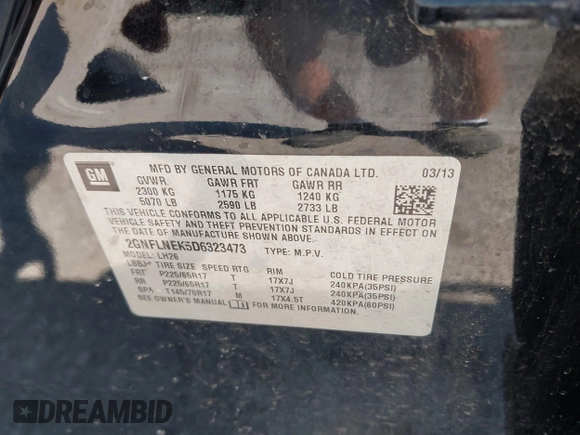 GM MFD BY GENERAL MOTORS OF CANADA LTD. 03/13
GVWR GAWR FRT GAWR RR
2300 KG 1175 KG 1240 KG
5070 LB 2590 LB 2733 LB
THIS VEHICLE CONFORMS TO ALL APPLICABLE U.S. FEDERAL MOTOR
VEHICLE SAFETY, BUMPER, AND THEFT PREVENTION STANDARDS IN EFFECT
ON THE DATE OF MANUFACTURE SHOWN ABOVE.
2GNFLNEK5D6323473 TYPE: M.P.V.
MODEL: LH26
LBBJ* TIRE SIZE SPEED RTG RIM COLD TIRE PRESSURE
FRT P225/65R17 T 17X7J 240KPA(35PSI)
RR P225/65R17 T 17X7J 240KPA(35PSI)
SPA T145/70R17 M 17X4.5T 420KPA(60PSI)
SEE OWNER'S MANUAL FOR MORE INFORMATION.
DREAMBID